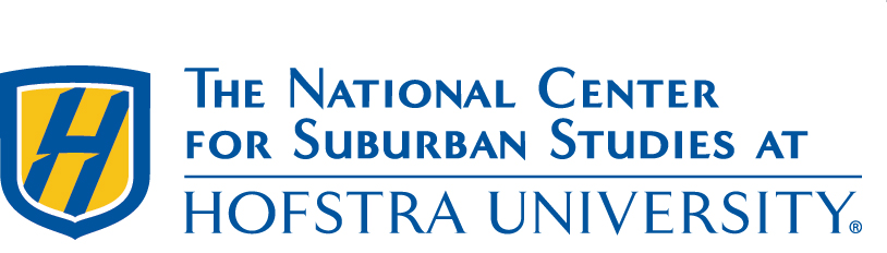 THE NATIONAL CENTER
FOR SUBURBAN STUDIES AT
HOFSTRA UNIVERSITY®